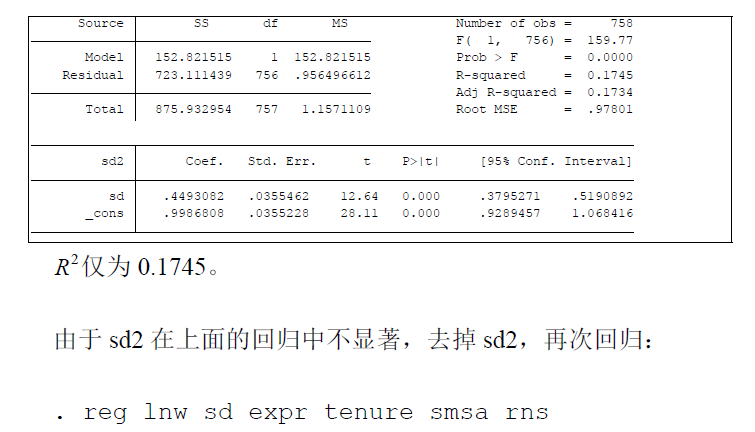 Source SS df MS Number of obs = 758
F( 1, 756) = 159.77
Model 152.821515 1 152.821515 Prob > F = 0.0000
Residual 723.111439 756 .956496612 R-squared = 0.1745
Adj R-squared = 0.1734
Total 875.932954 757 1.1571109 Root MSE = .97801
sd2 Coef. Std. Err. t P>|t| [95% Conf. Interval]
sd .4493082 .0355462 12.64 0.000 .3795271 .5190892
_cons .9986808 .0355228 28.11 0.000 .9289457 1.068416
R²仅为 0.1745。
由于 sd2 在上面的回归中不显著，去掉 sd2，再次回归：
. reg lnw sd expr tenure smsa rns